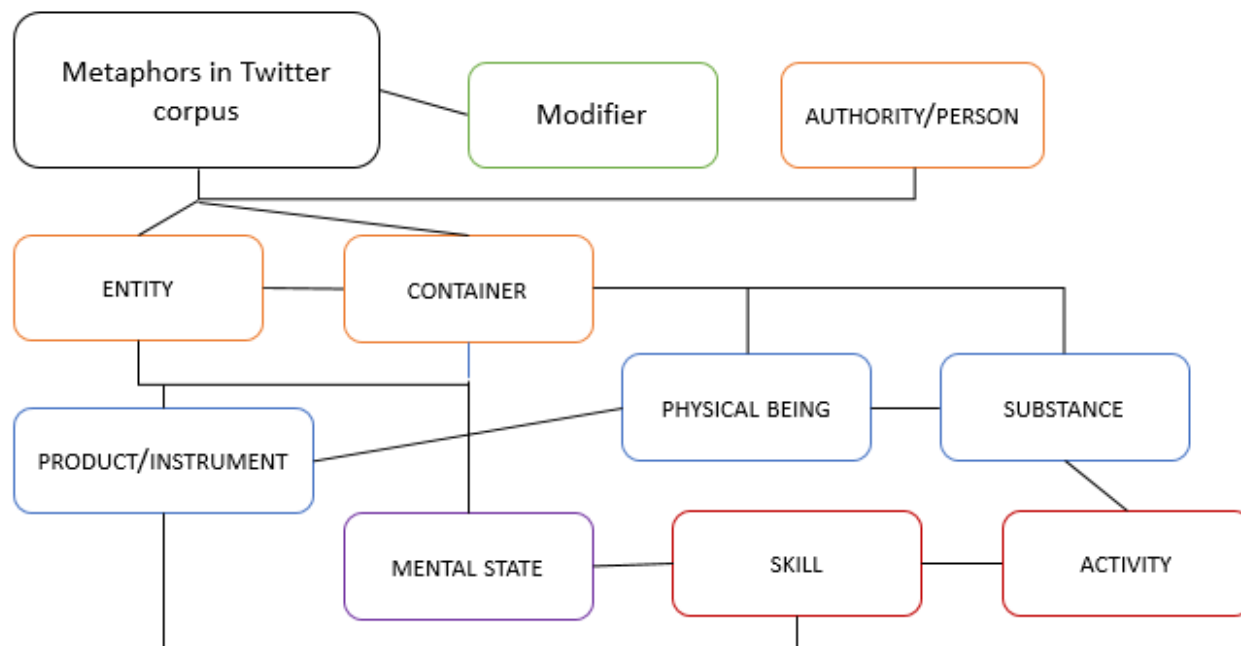 Metaphors in Twitter
corpus
Modifier
AUTHORITY/PERSON
ENTITY
CONTAINER
PHYSICAL BEING
SUBSTANCE
PRODUCT/INSTRUMENT
MENTAL STATE
SKILL
ACTIVITY